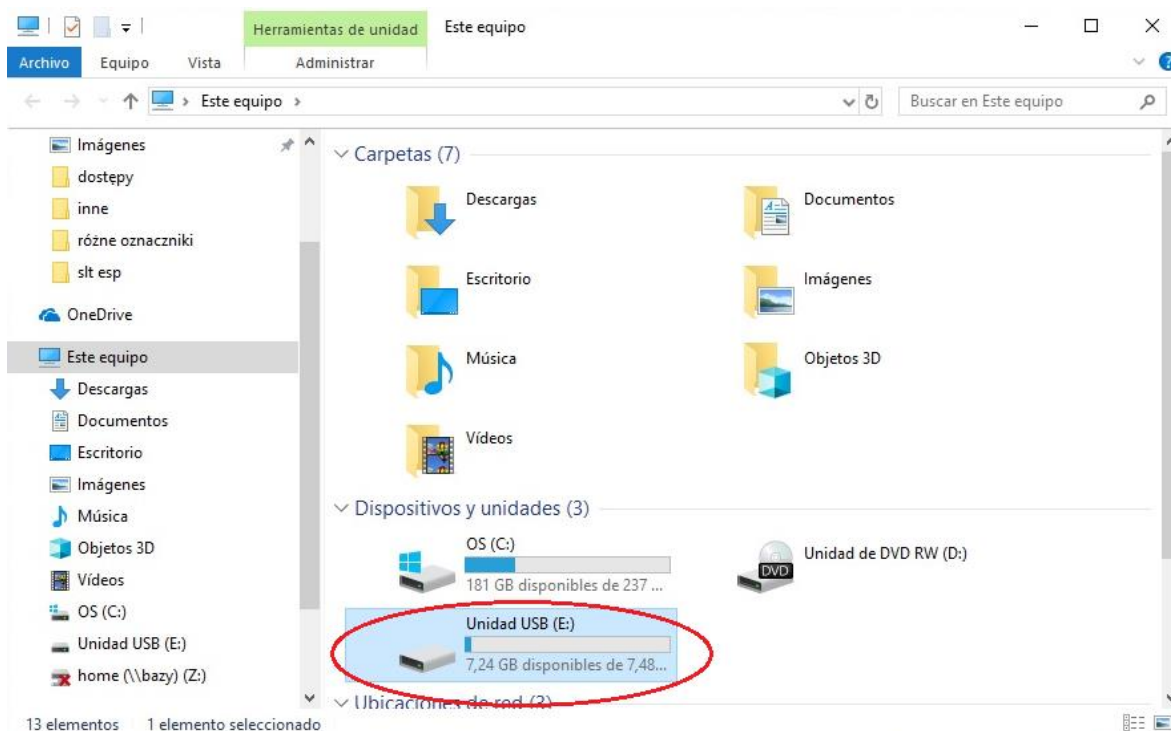 Herramientas de unidad
Este equipo
Archivo
Equipo
Vista
Administrar
Este equipo
Buscar en Este equipo
Imágenes
dostępy
inne
różne oznaczniki
slt esp
OneDrive
Este equipo
Descargas
Documentos
Escritorio
Imágenes
Música
Objetos 3D
Vídeos
OS (C:)
Unidad USB (E:)
home (\\bazy) (Z:)
Carpetas (7)
Descargas
Documentos
Escritorio
Imágenes
Música
Objetos 3D
Vídeos
Dispositivos y unidades (3)
OS (C:)
181 GB disponibles de 237 ...
Unidad de DVD RW (D:)
DVD
Unidad USB (E:)
7,24 GB disponibles de 7,48...
Ubicaciones de red (3)
13 elementos
1 elemento seleccionado